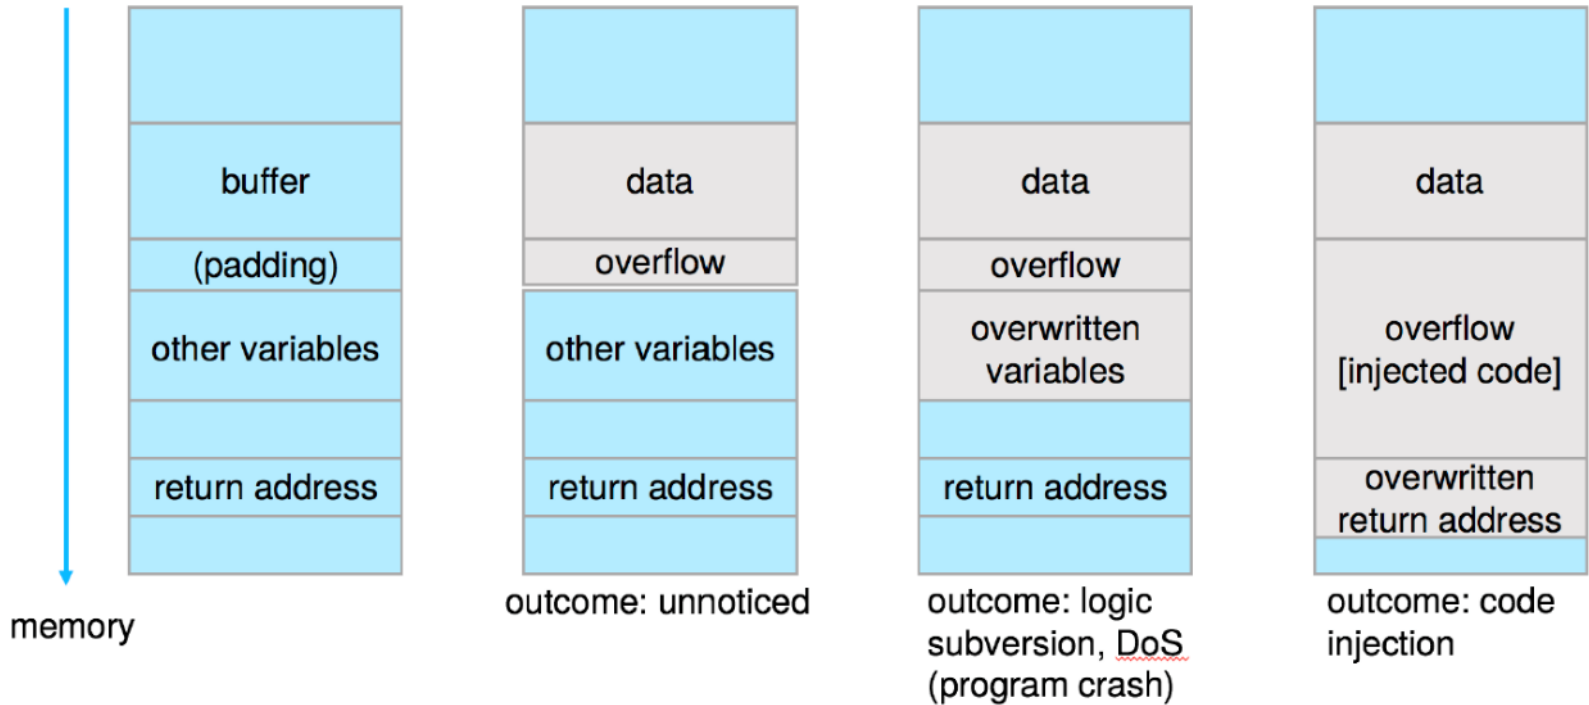 buffer
(padding)
other variables
return address
memory
data
overflow
other variables
return address
outcome: unnoticed
data
overflow
overwritten
variables
return address
outcome: logic
subversion, DoS
(program crash)
data
overflow
[injected code]
overwritten
return address
outcome: code
injection